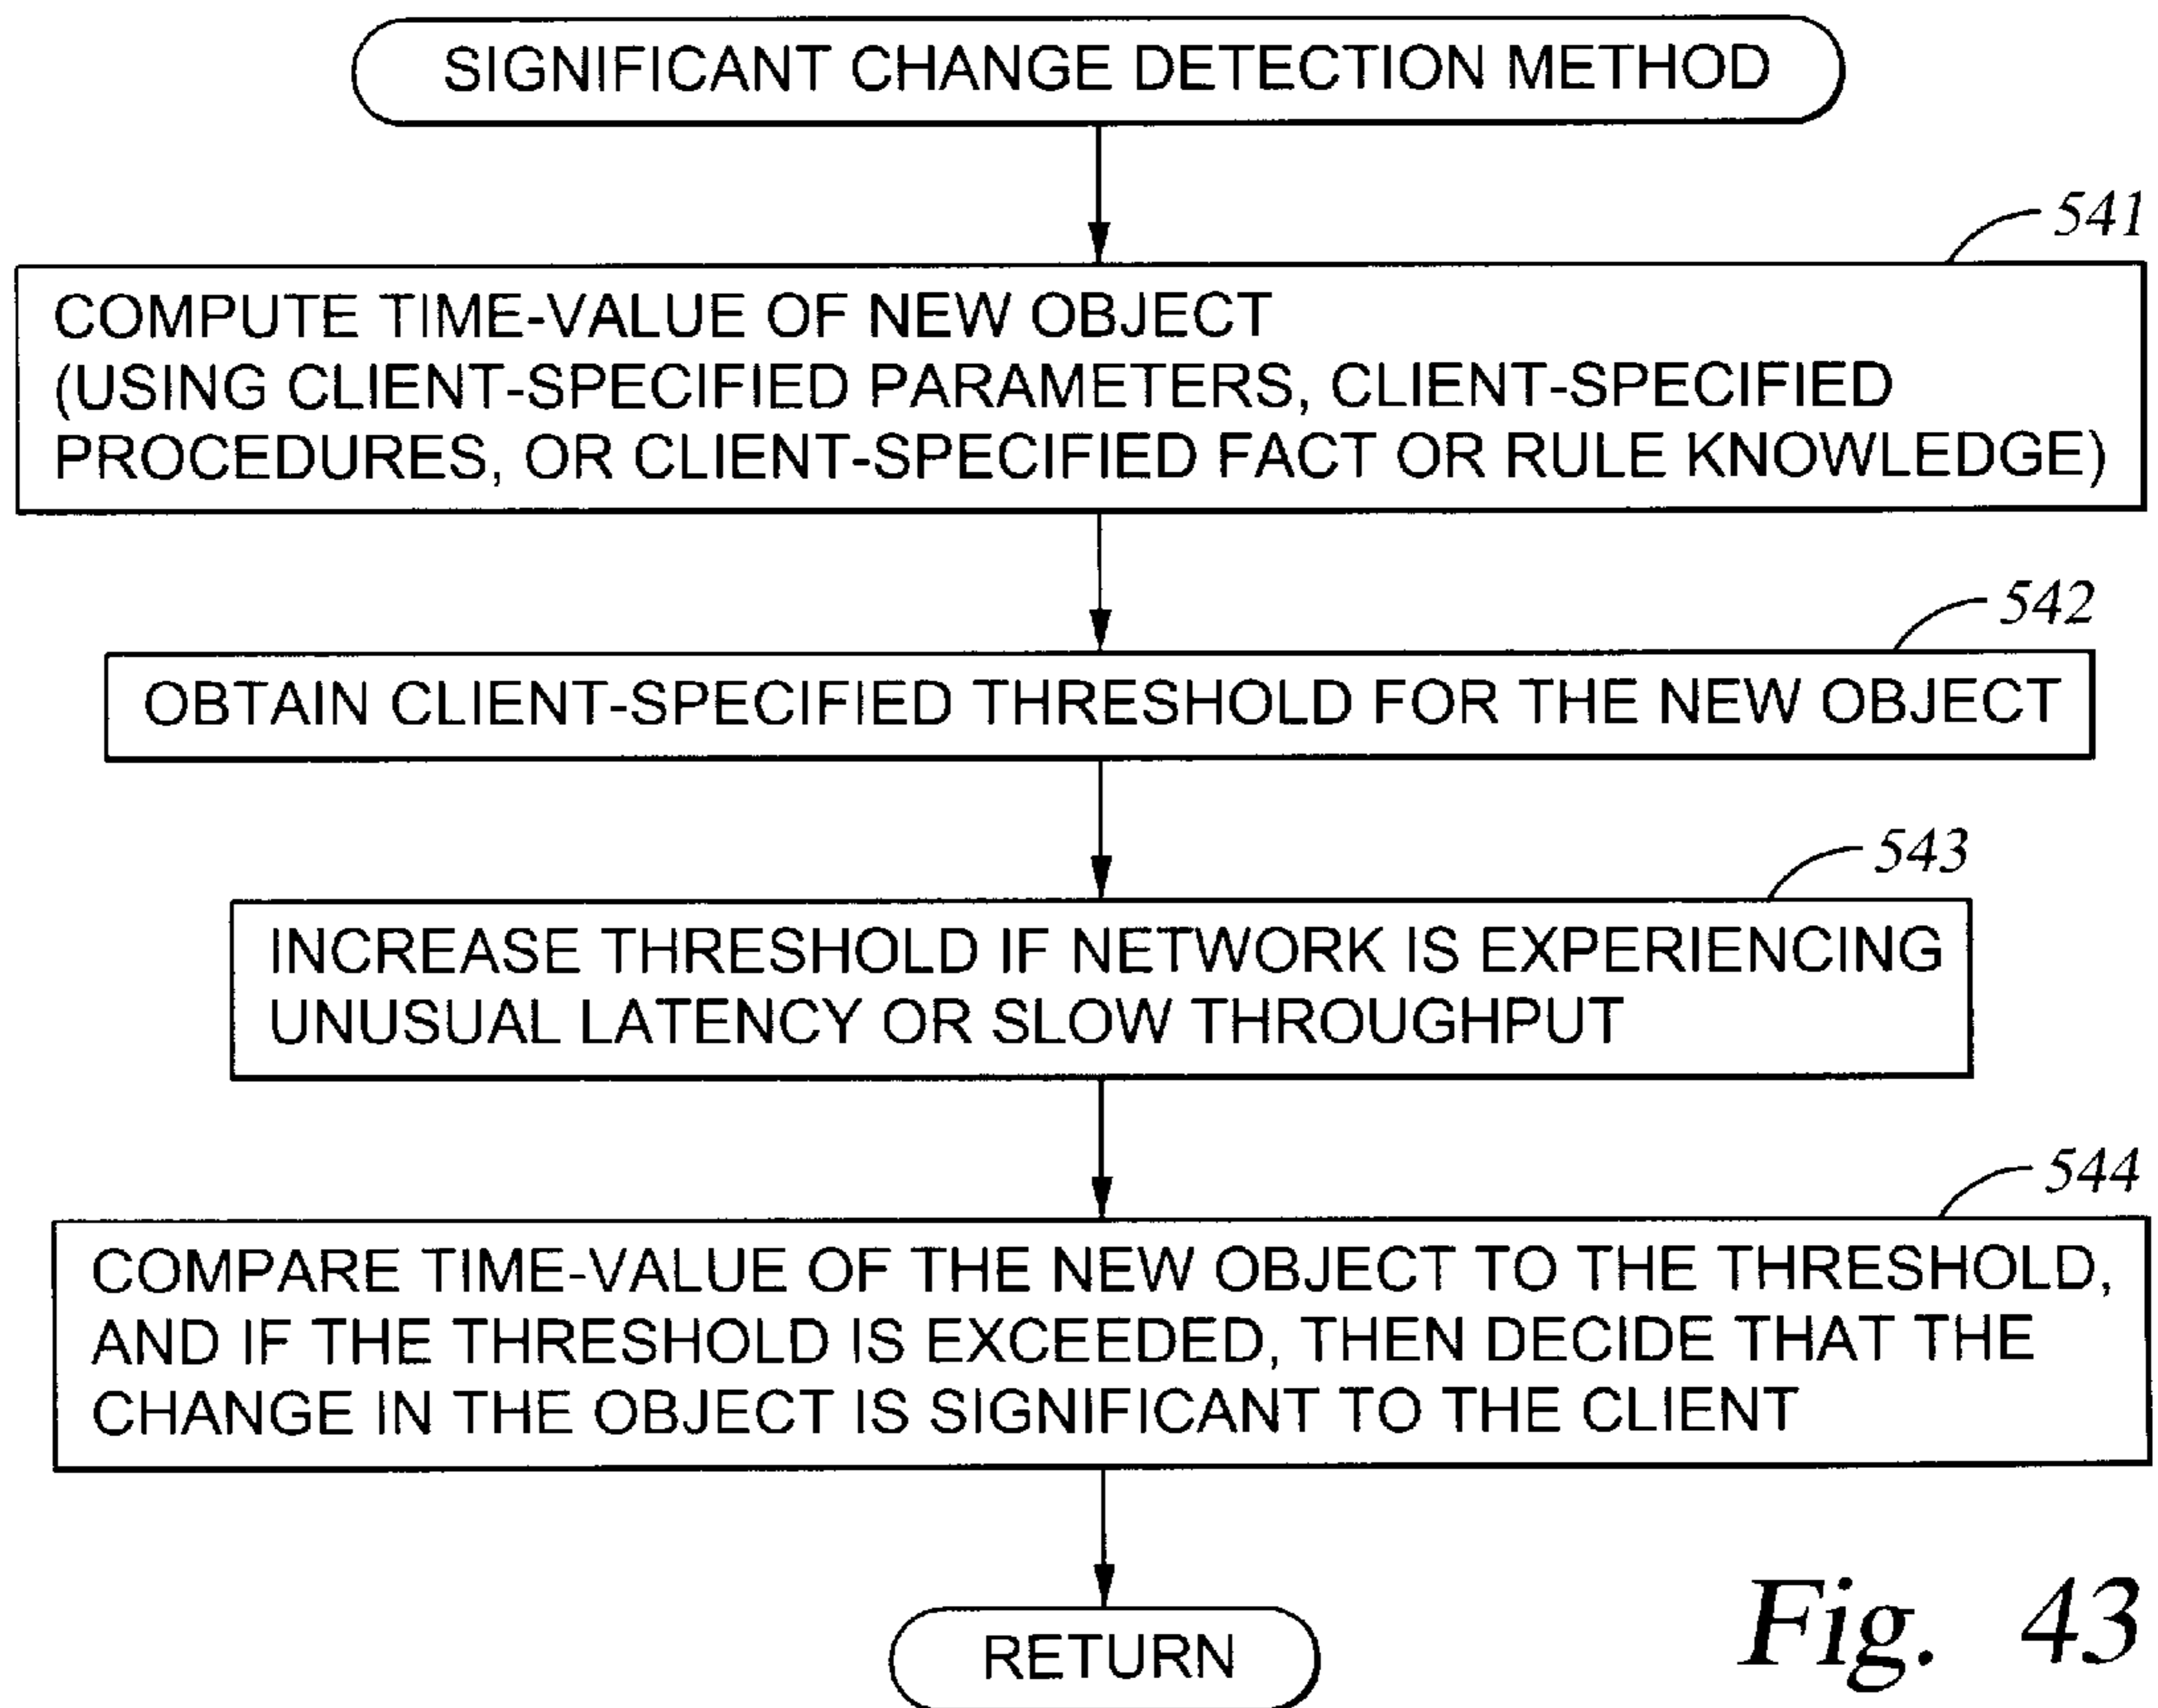 SIGNIFICANT CHANGE DETECTION METHOD
541
COMPUTE TIME-VALUE OF NEW OBJECT
(USING CLIENT-SPECIFIED PARAMETERS, CLIENT-SPECIFIED
PROCEDURES, OR CLIENT-SPECIFIED FACT OR RULE KNOWLEDGE)
542
OBTAIN CLIENT-SPECIFIED THRESHOLD FOR THE NEW OBJECT
543
INCREASE THRESHOLD IF NETWORK IS EXPERIENCING
UNUSUAL LATENCY OR SLOW THROUGHPUT
544
COMPARE TIME-VALUE OF THE NEW OBJECT TO THE THRESHOLD,
AND IF THE THRESHOLD IS EXCEEDED, THEN DECIDE THAT THE
CHANGE IN THE OBJECT IS SIGNIFICANT TO THE CLIENT
RETURN
Fig. 43